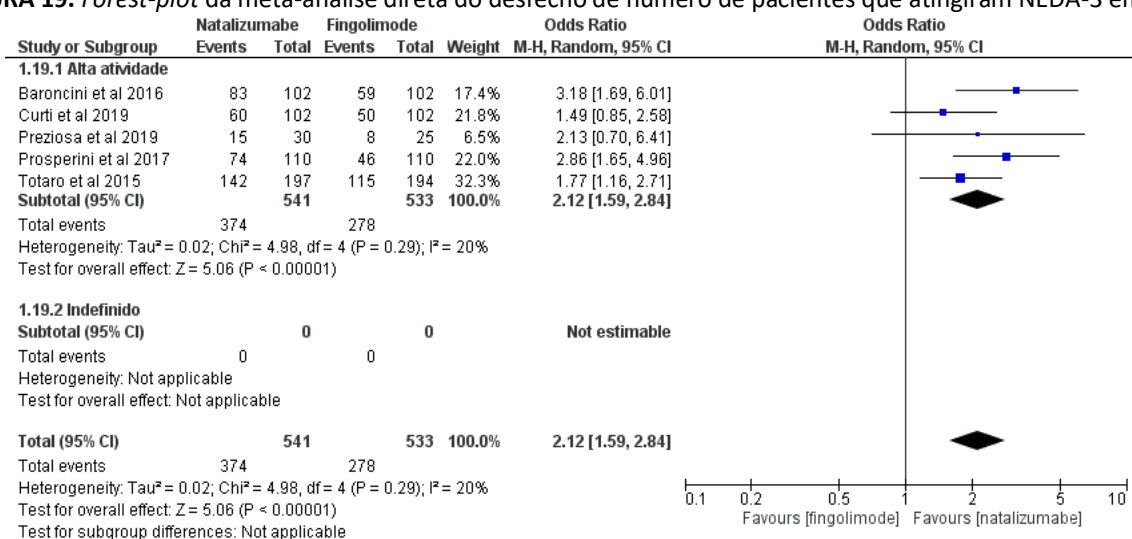 RA 19. Forest-plot da meta-análise direta do desfecho de número de pacientes que atingiram NEDA-3 en
Natalizumabe Fingolimode Odds Ratio Odds Ratio
Study or Subgroup Events Total Events Total Weight M-H, Random, 95% CI M-H, Random, 95% CI
1.19.1 Alta atividade
Baroncini et al 2016 83 102 59 102 17.4% 3.18 [1.69, 6.01]
Curti et al 2019 60 102 50 102 21.8% 1.49 [0.85, 2.58]
Preziosa et al 2019 15 30 8 25 6.5% 2.13 [0.70, 6.41]
Prosperini et al 2017 74 110 46 110 22.0% 2.86 [1.65, 4.96]
Totaro et al 2015 142 197 115 194 32.3% 1.77 [1.16, 2.71]
Subtotal (95% CI) 541 533 100.0% 2.12 [1.59, 2.84]
Total events 374 278
Heterogeneity: Tau² = 0.02; Chi² = 4.98, df = 4 (P = 0.29); I² = 20%
Test for overall effect: Z = 5.06 (P < 0.00001)
1.19.2 Indefinido
Subtotal (95% CI) 0 0 Not estimable
Total events 0 0
Heterogeneity: Not applicable
Test for overall effect: Not applicable
Total (95% CI) 541 533 100.0% 2.12 [1.59, 2.84]
Total events 374 278
Heterogeneity: Tau² = 0.02; Chi² = 4.98, df = 4 (P = 0.29); I² = 20%
Test for overall effect: Z = 5.06 (P < 0.00001)
Test for subgroup differences: Not applicable
0.1 0.2 0.5 1 2 5 10
Favours [fingolimode] Favours [natalizumabe]